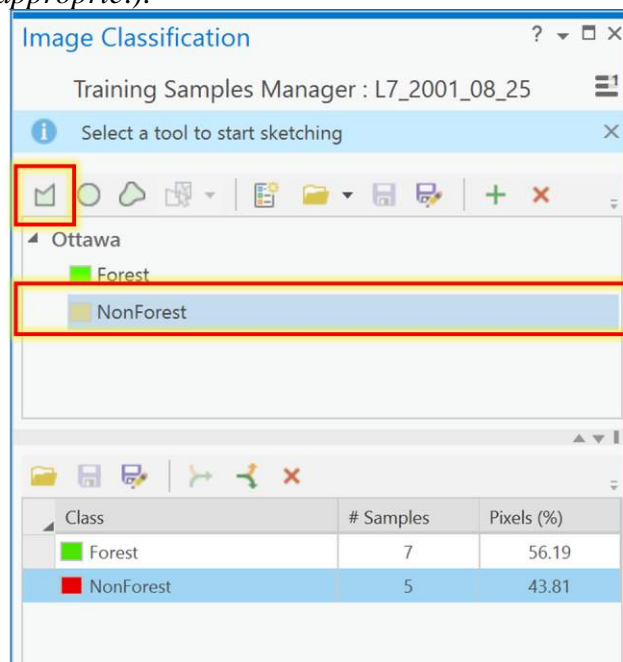 Image Classification
Training Samples Manager : L7_2001_08_25
Select a tool to start sketching
Ottawa
Forest
NonForest
Class # Samples Pixels (%)
Forest 7 56.19
NonForest 5 43.81